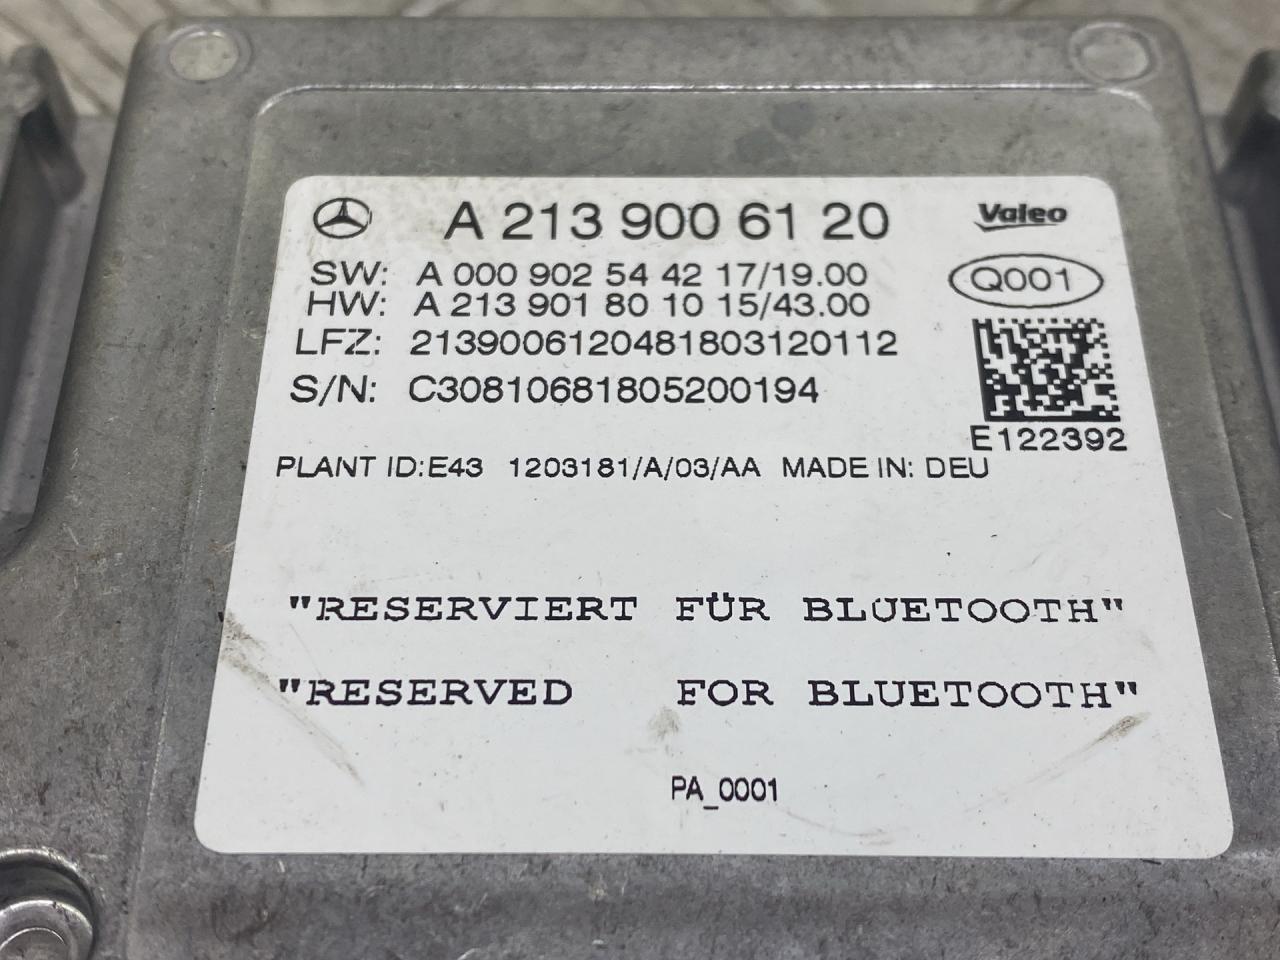 A 213 900 61 20
Valeo
SW: A 000 902 54 42 17/19.00
HW: A 213 901 80 10 15/43.00
Q001
LFZ: 2139006120481803120112
S/N: C30810681805200194
E122392
PLANT ID:E43 1203181/A/03/AA MADE IN: DEU
"RESERVIERT FÜR BLUETOOTH"
"RESERVED FOR BLUETOOTH"
PA_0001